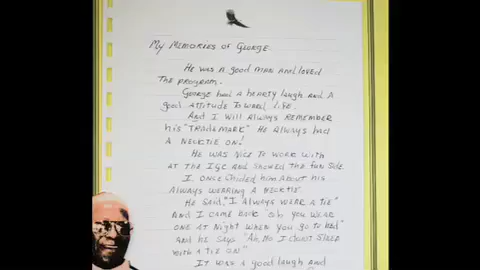 My Memories of George
He was a good man and loved
the program.
George had a hearty laugh and a
good attitude toward life.
And I will always remember
his "trademark" He always had
a necktie on!
He was nice to work with
at the IGC and showed the fun side.
I once chided him about his
always wearing a necktie.
He said, "I always wear a tie"
And I came back "oh you wear
one at night when you go to bed"
and he says "Ah, No I don't sleep
with a tie on"
It was a good laugh and